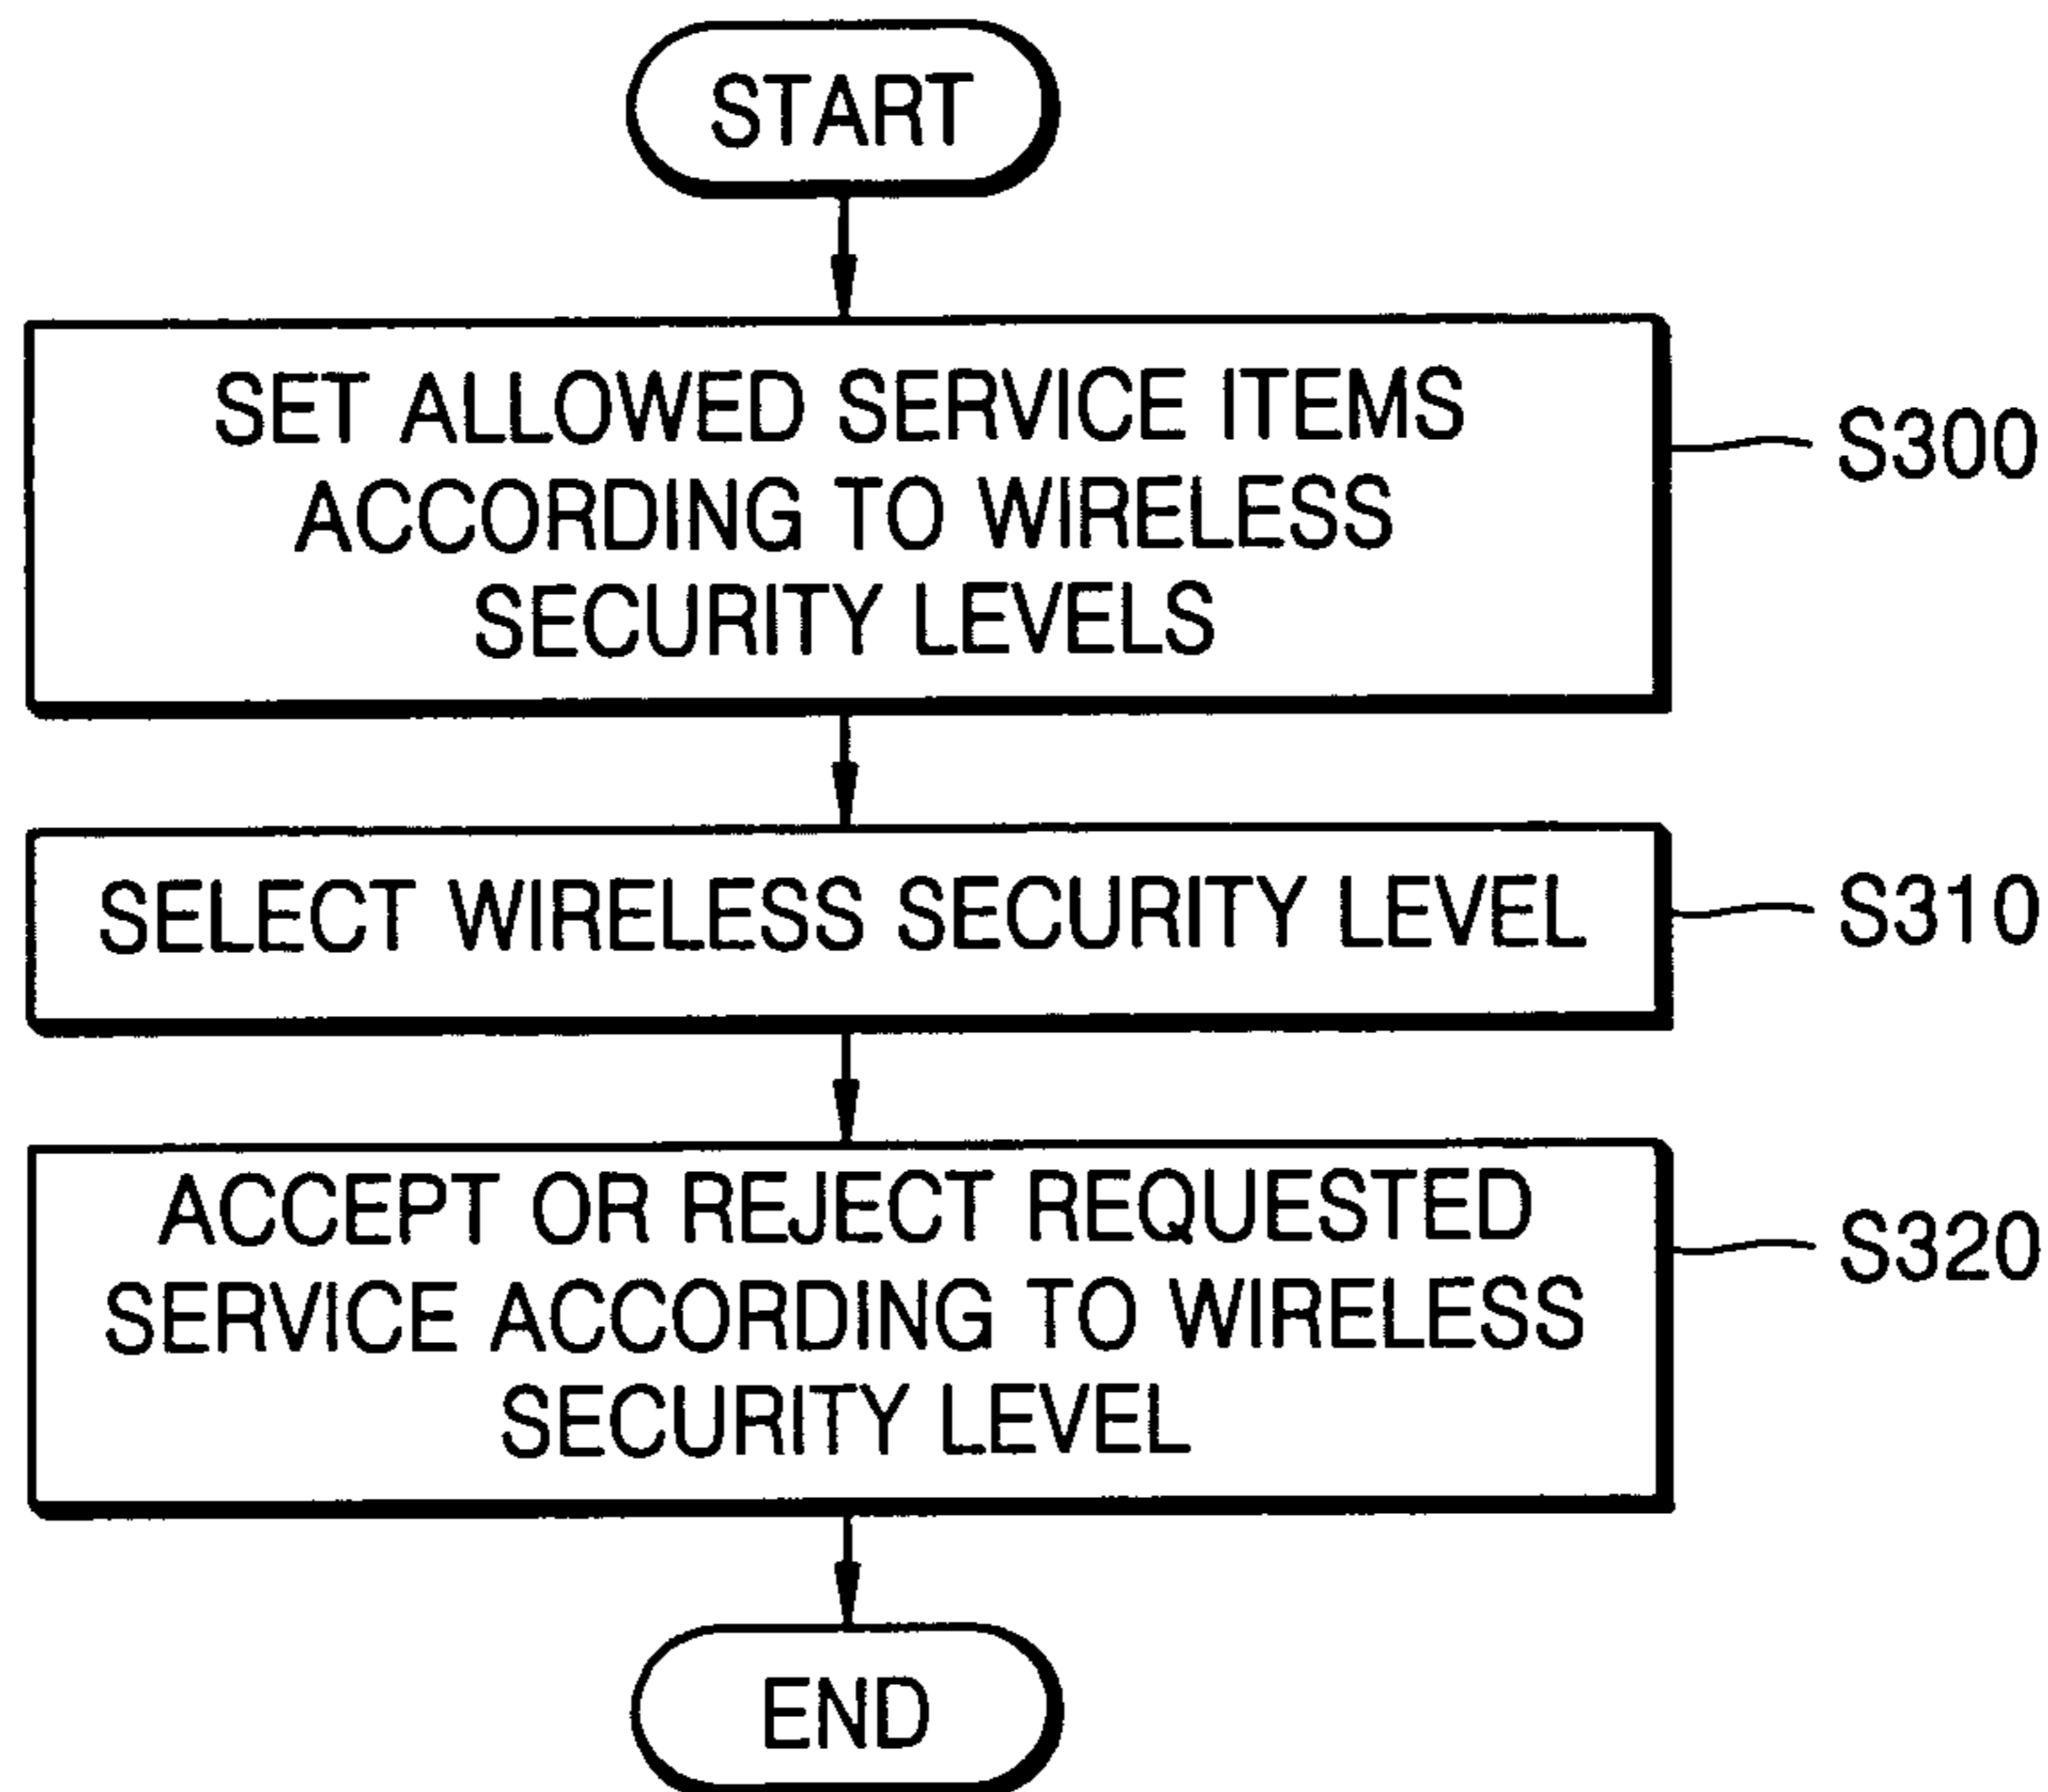 START
SET ALLOWED SERVICE ITEMS
ACCORDING TO WIRELESS
SECURITY LEVELS
S300
SELECT WIRELESS SECURITY LEVEL
S310
ACCEPT OR REJECT REQUESTED
SERVICE ACCORDING TO WIRELESS
SECURITY LEVEL
S320
END